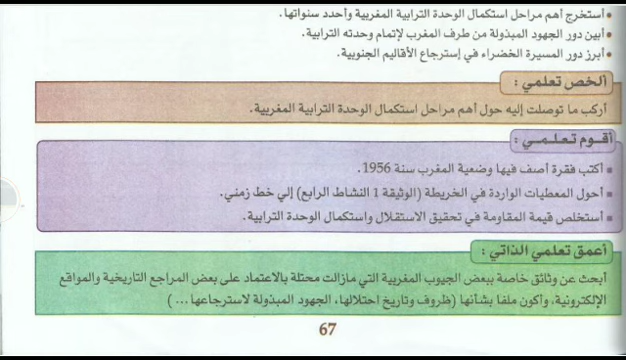 • أستخرج أهم مراحل استكمال الوحدة الترابية المغربية وأحدد سنواتها.
• أبين دور الجهود المبذولة من طرف المغرب لإتمام وحدته الترابية.
• أبرز دور المسيرة الخضراء في إسترجاع الأقاليم الجنوبية.
ألخص تعلمي :
أركب ما توصلت إليه حول أهم مراحل استكمال الوحدة الترابية المغربية.
أقوم تعلمي :
■ أكتب فقرة أصف فيها وضعية المغرب سنة 1956.
■ أحول المعطيات الواردة في الخريطة (الوثيقة 1 النشاط الرابع) إلي خط زمني.
■ أستخلص قيمة المقاومة في تحقيق الاستقلال واستكمال الوحدة الترابية.
أعمق تعلمي الذاتي :
أبحث عن وثائق خاصة ببعض الجيوب المغربية التي مازالت محتلة بالاعتماد على بعض المراجع التاريخية والمواقع
الإلكترونية، وأكون ملفا بشأنها (ظروف وتاريخ احتلالها، الجهود المبذولة لاسترجاعها... )
67